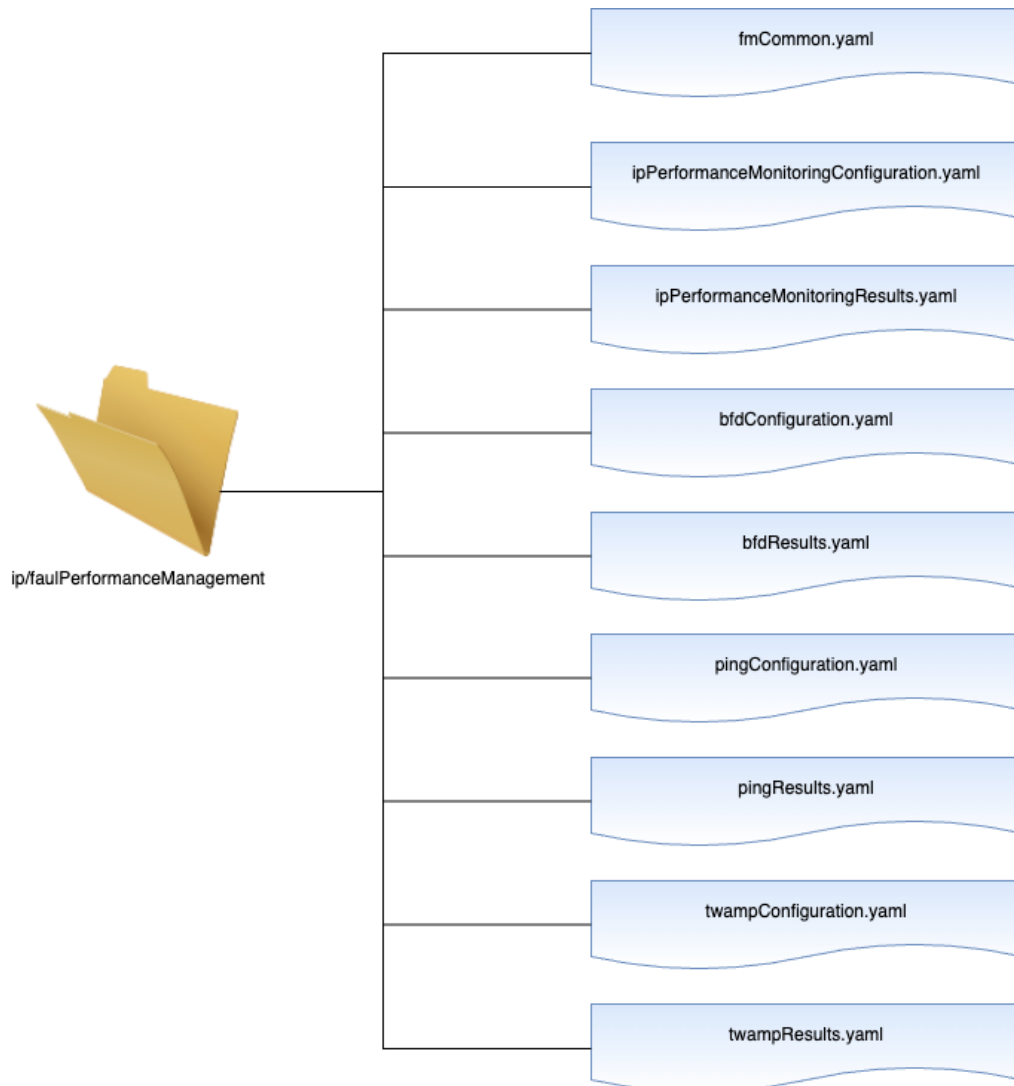 fmCommon.yaml
ipPerformanceMonitoringConfiguration.yaml
ipPerformanceMonitoringResults.yaml
bfdConfiguration.yaml
bfdResults.yaml
ip/faulPerformanceManagement
pingConfiguration.yaml
pingResults.yaml
twampConfiguration.yaml
twampResults.yaml